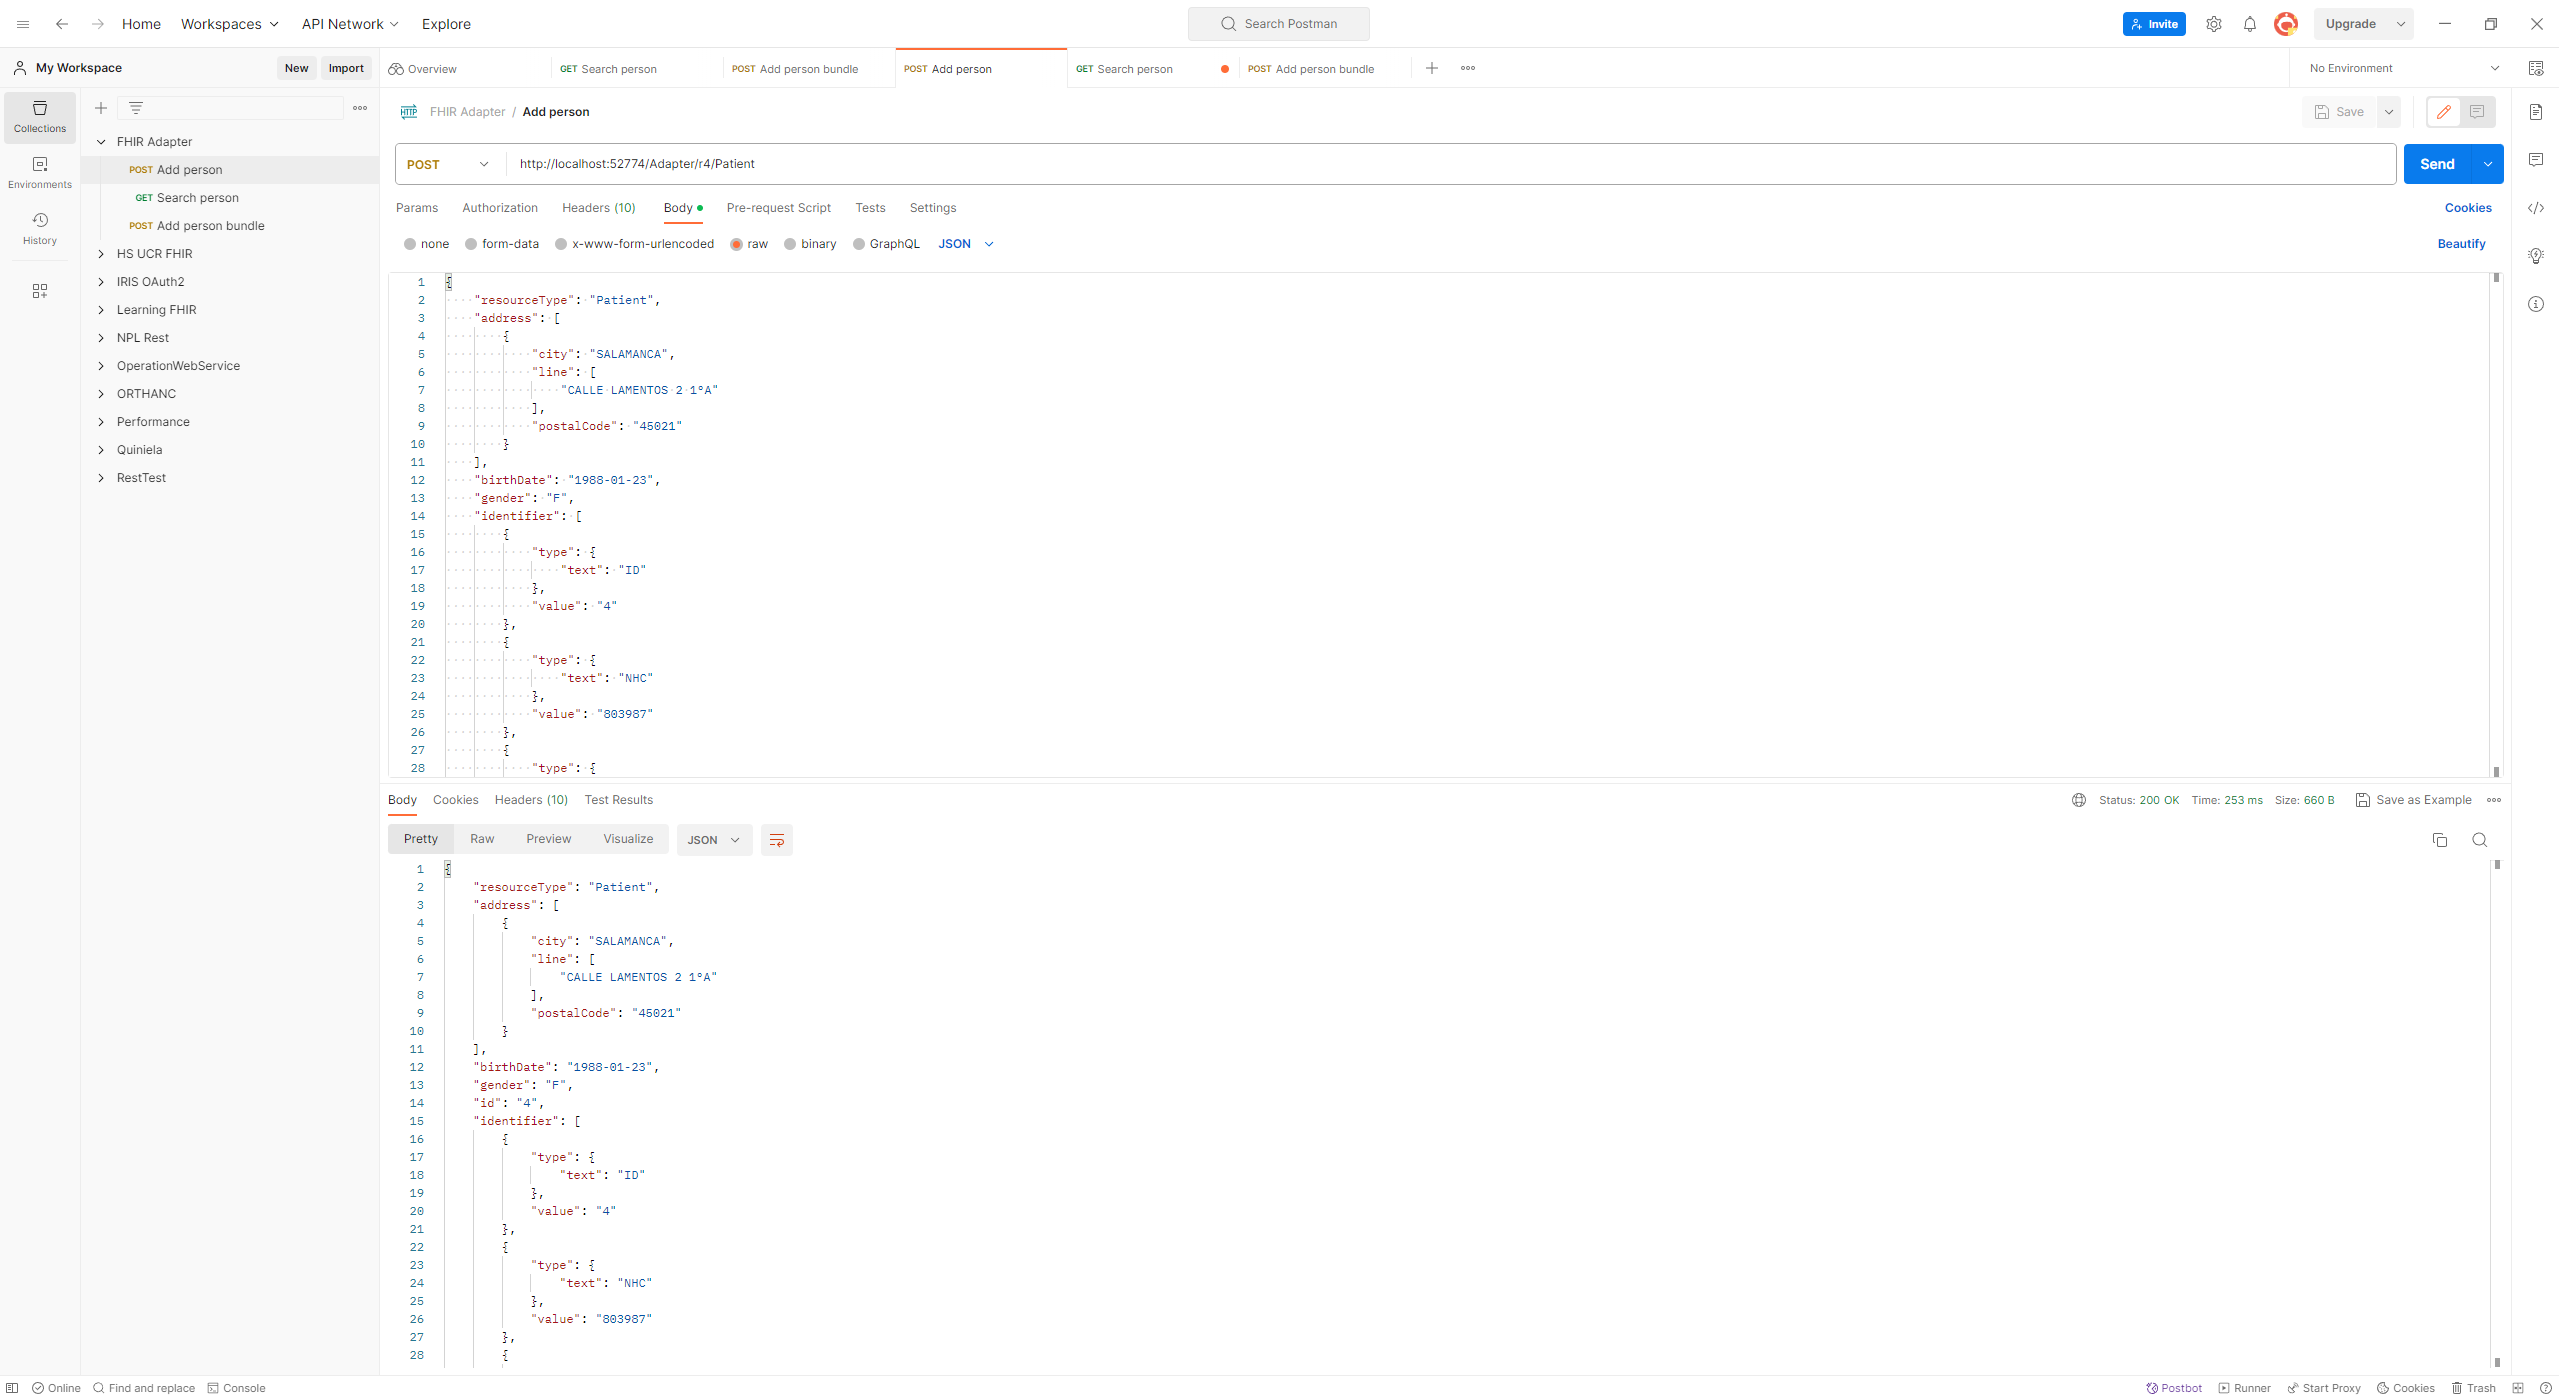 Home Workspaces API Network Explore Search Postman Invite Upgrade
My Workspace New Import Overview GET Search person POST Add person bundle POST Add person GET Search person POST Add person bundle No Environment
Collections
Environments
History
FHIR Adapter
POST Add person
GET Search person
POST Add person bundle
HS UCR FHIR
IRIS OAuth2
Learning FHIR
NPL Rest
OperationWebService
ORTHANC
Performance
Quiniela
RestTest
HTTP FHIR Adapter / Add person Save
POST http://localhost:52774/Adapter/r4/Patient Send
Params Authorization Headers (10) Body Pre-request Script Tests Settings Cookies
none form-data x-www-form-urlencoded raw binary GraphQL JSON Beautify
1 {
2 "resourceType": "Patient",
3 "address": [
4 {
5 "city": "SALAMANCA",
6 "line": [
7 "CALLE LAMENTOS 2 1ºA"
8 ],
9 "postalCode": "45021"
10 }
11 ],
12 "birthDate": "1988-01-23",
13 "gender": "F",
14 "identifier": [
15 {
16 "type": {
17 "text": "ID"
18 },
19 "value": "4"
20 },
21 {
22 "type": {
23 "text": "NHC"
24 },
25 "value": "803987"
26 },
27 {
28 "type": {
Body Cookies Headers (10) Test Results Status: 200 OK Time: 253 ms Size: 660 B Save as Example
Pretty Raw Preview Visualize JSON
1 {
2 "resourceType": "Patient",
3 "address": [
4 {
5 "city": "SALAMANCA",
6 "line": [
7 "CALLE LAMENTOS 2 1ºA"
8 ],
9 "postalCode": "45021"
10 }
11 ],
12 "birthDate": "1988-01-23",
13 "gender": "F",
14 "id": "4",
15 "identifier": [
16 {
17 "type": {
18 "text": "ID"
19 },
20 "value": "4"
21 },
22 {
23 "type": {
24 "text": "NHC"
25 },
26 "value": "803987"
27 },
28 {
Online Find and replace Console Postbot Runner Start Proxy Cookies Trash